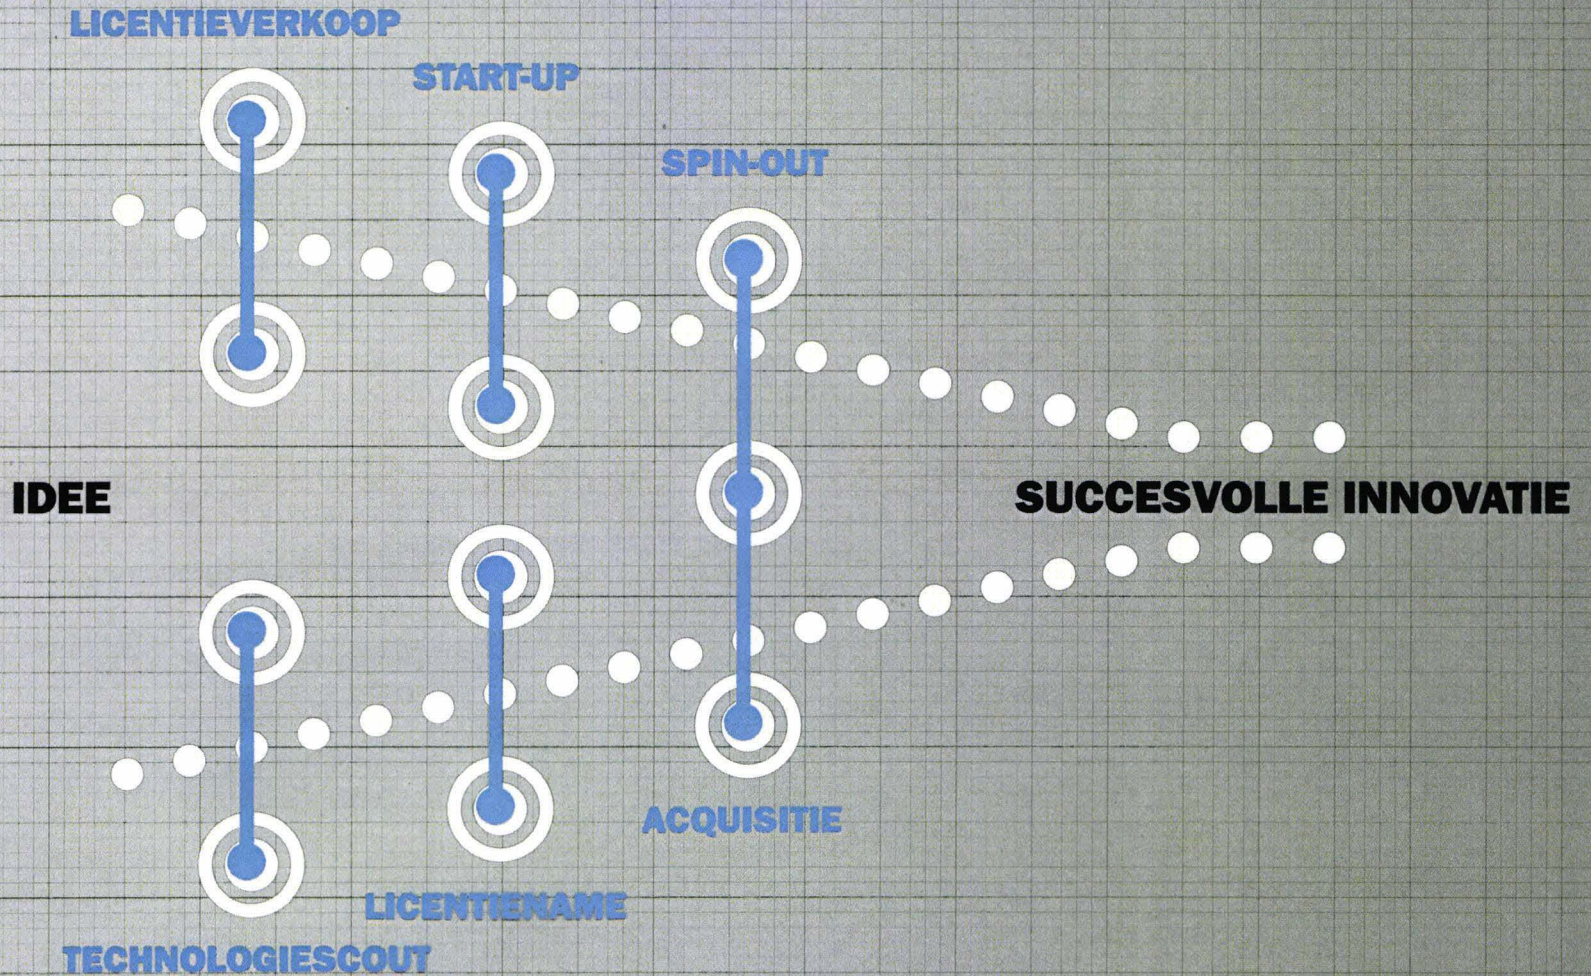 LICENTIEVERKOOP
START-UP
SPIN-OUT
IDEE
SUCCESVOLLE INNOVATIE
ACQUISITIE
LICENTIENAME
TECHNOLOGIESCOUT